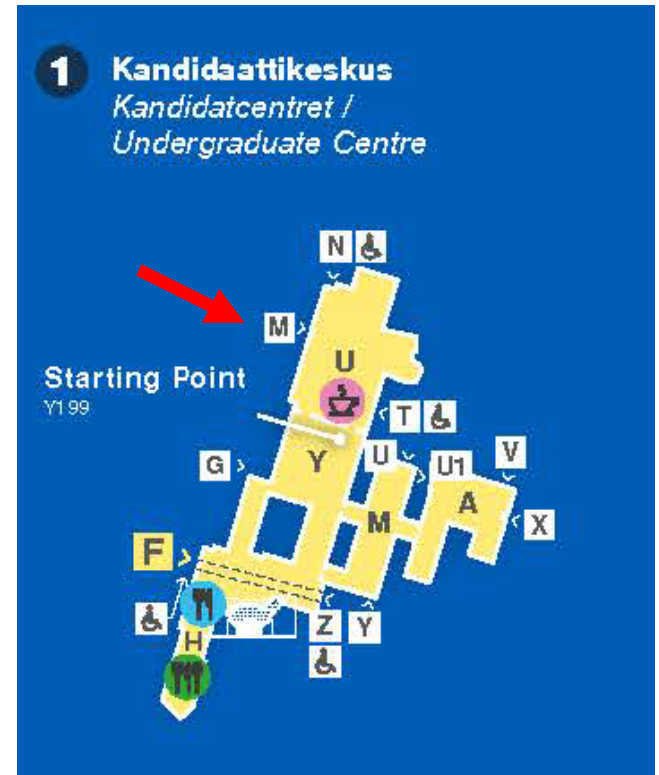 1 Kandidaattikeskus
Kandidatcentret /
Undergraduate Centre
N
M
U
Starting Point
Y199
T
G
Y
U
U1
V
A
M
X
F
Z
Y
H